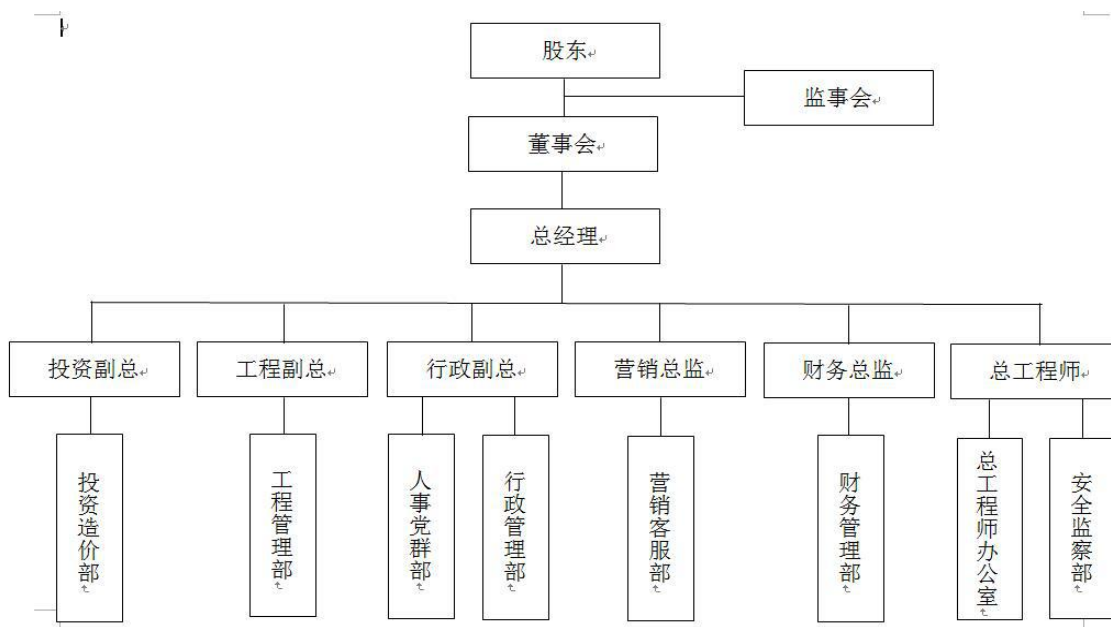 股东
监事会
董事会
总经理
投资副总
工程副总
行政副总
营销总监
财务总监
总工程师
投资造价部
工程管理部
人事党群部
行政管理部
营销客服部
财务管理部
总工程师办公室
安全监察部